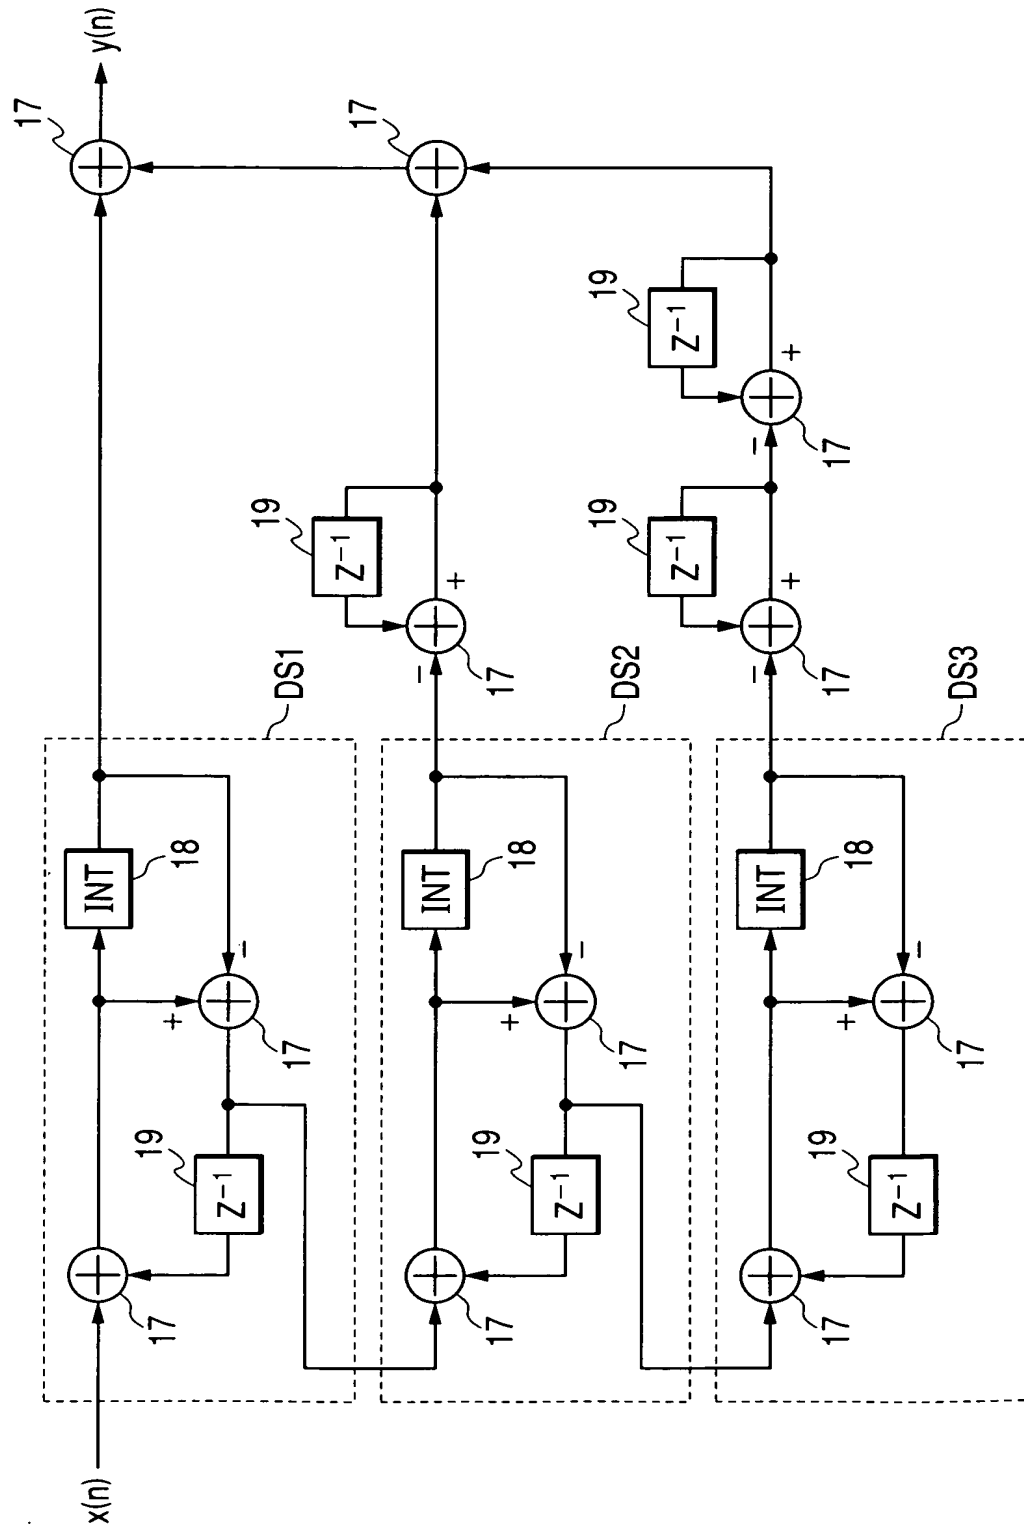 17
x(n)
INT
y(n)
18
17
19
+
−
Z⁻¹
17
DS1
19
17
Z⁻¹
INT
−
+
18
17
17
19
+
−
Z⁻¹
17
DS2
19
19
Z⁻¹
Z⁻¹
INT
−
+
−
+
18
17
17
17
19
+
−
Z⁻¹
17
DS3